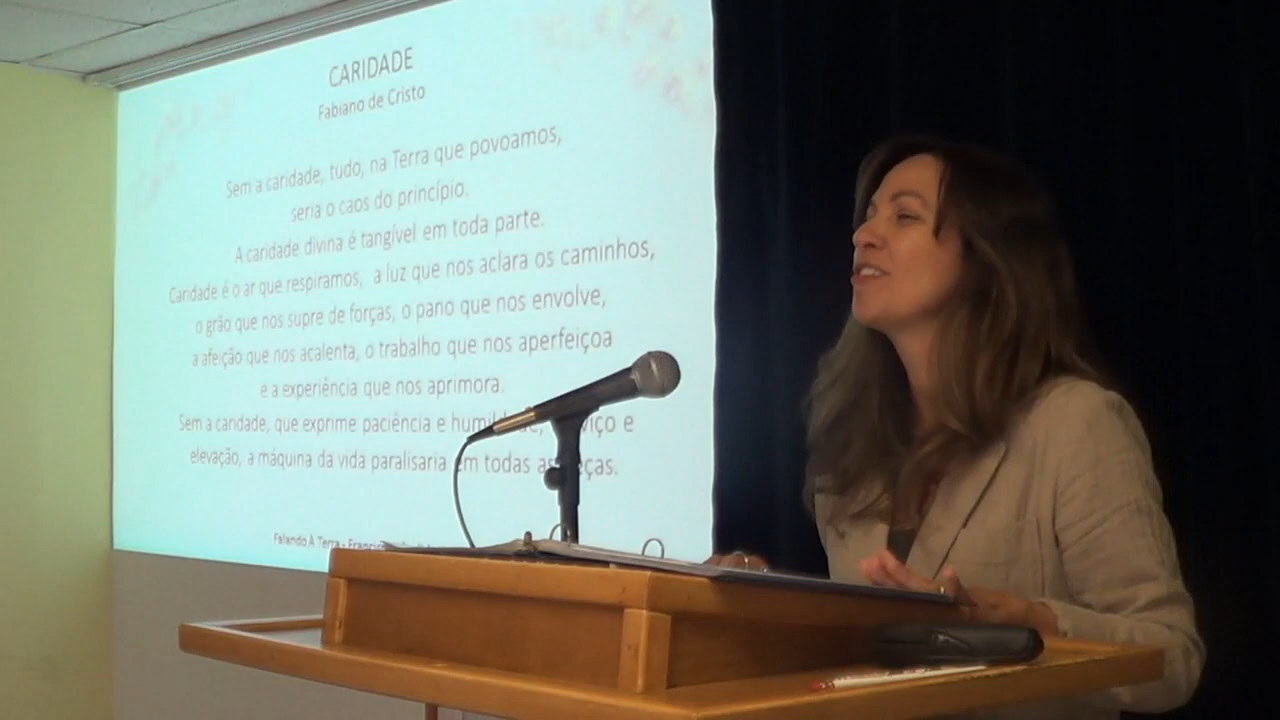 CARIDADE
Fabiano de Cristo
Sem a caridade, tudo, na Terra que povoamos,
seria o caos do princípio.
A caridade divina é tangível em toda parte.
Caridade é o ar que respiramos, a luz que nos aclara os caminhos,
o grão que nos supre de forças, o pano que nos envolve,
a afeição que nos acalenta, o trabalho que nos aperfeiçoa
e a experiência que nos aprimora.
Sem a caridade, que exprime paciência e e
elevação, a máquina da vida paralisaria em todas as
Falando A Terra -